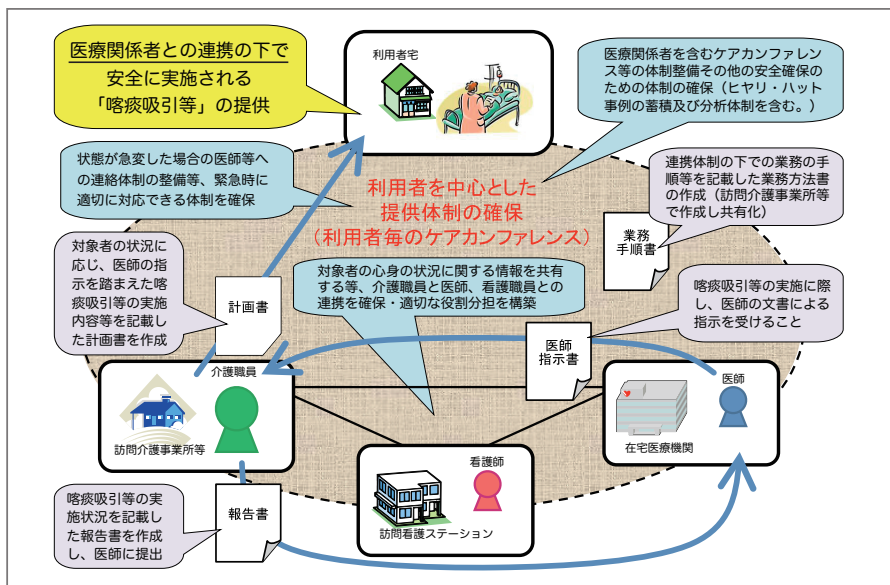 医療関係者との連携の下で
安全に実施される
「喀痰吸引等」の提供
利用者宅
医療関係者を含むケアカンファレン
ス等の体制整備その他の安全確保の
ための体制の確保（ヒヤリ・ハット
事例の蓄積及び分析体制を含む。）
状態が急変した場合の医師等へ
の連絡体制の整備等、緊急時に
適切に対応できる体制を確保
利用者を中心とした
提供体制の確保
（利用者毎のケアカンファレンス）
連携体制の下での業務の手
順等を記載した業務方法書
の作成（訪問介護事業所等
で作成し共有化）
業務
手順書
対象者の状況に
応じ、医師の指
示を踏まえた喀
痰吸引等の実施
内容等を記載し
た計画書を作成
計画書
対象者の心身の状況に関する情報を共有
する等、介護職員と医師、看護職員との
連携を確保・適切な役割分担を構築
喀痰吸引等の実施に際
し、医師の文書による
指示を受けること
医師
指示書
介護職員
訪問介護事業所等
医師
在宅医療機関
看護師
訪問看護ステーション
喀痰吸引等の実
施状況を記載し
た報告書を作成
し、医師に提出
報告書